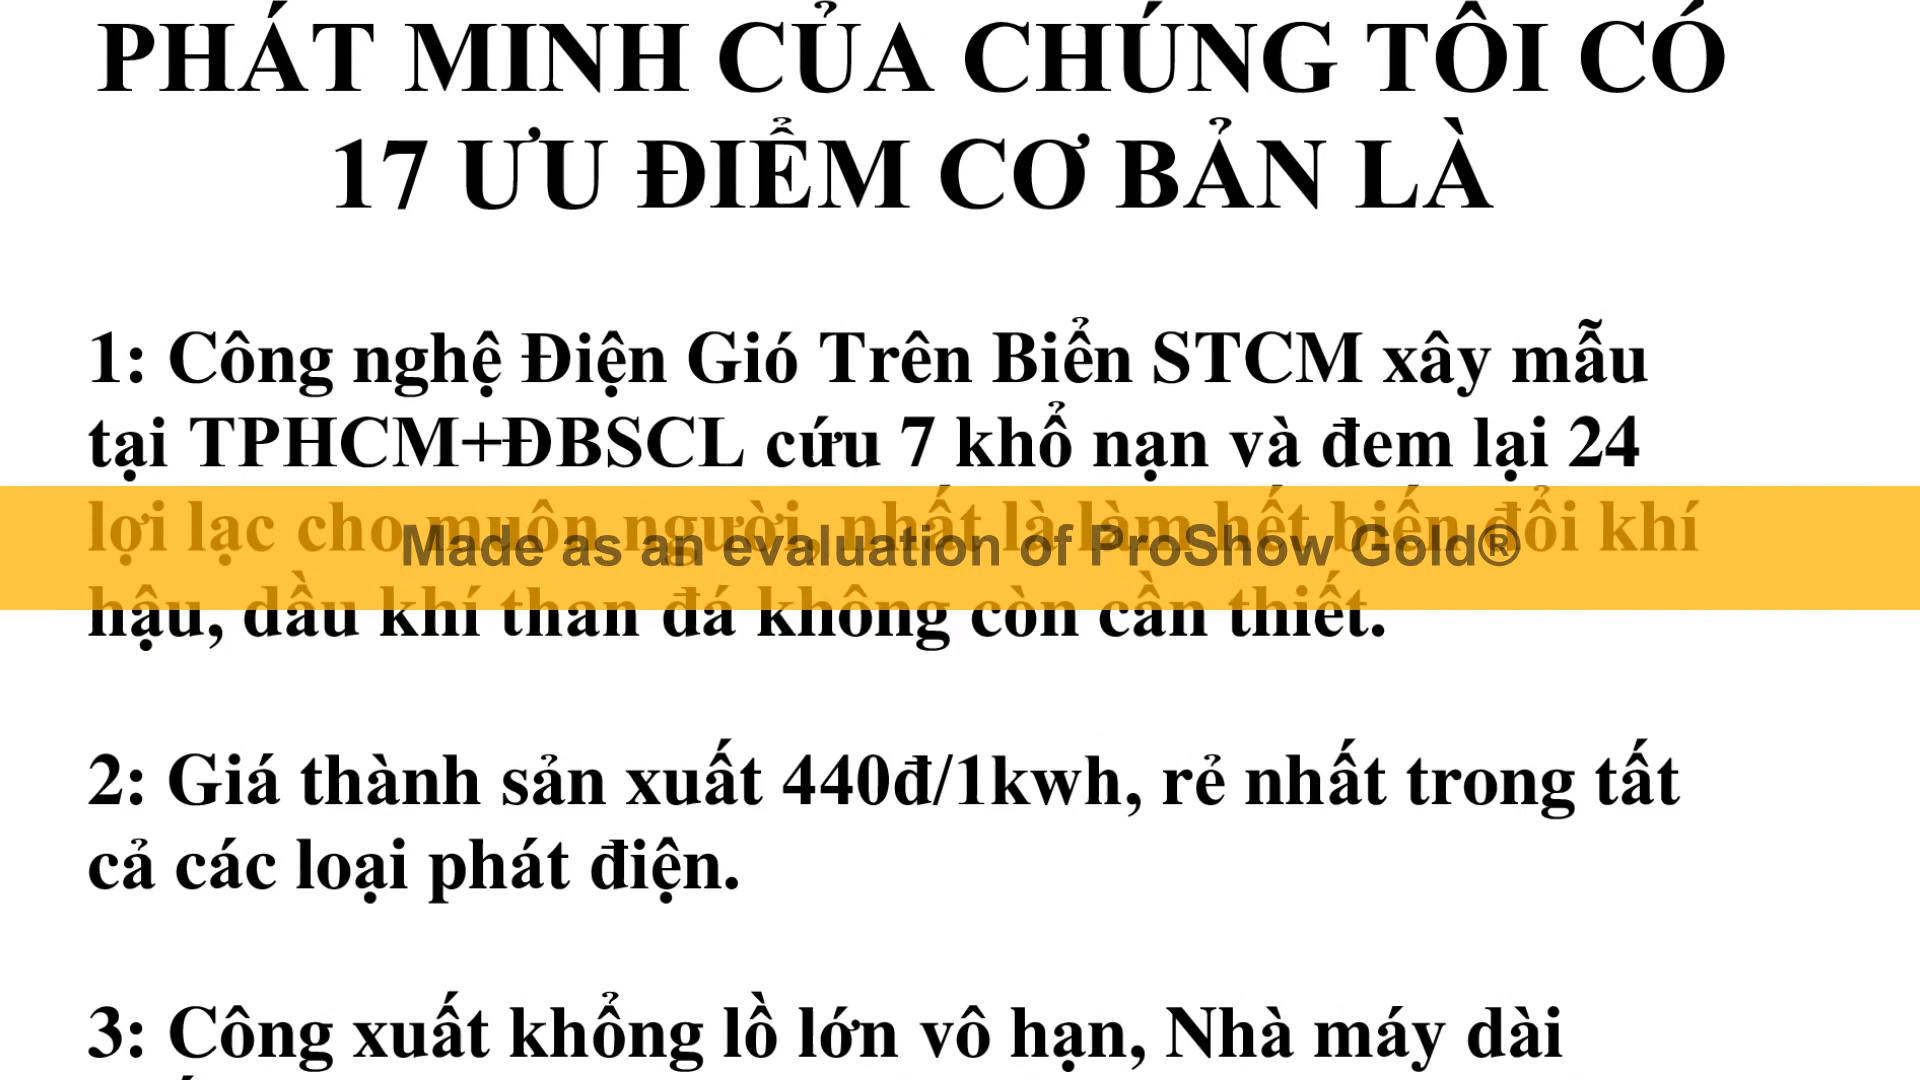 PHÁT MINH CỦA CHÚNG TÔI CÓ
17 ƯU ĐIỂM CƠ BẢN LÀ
1: Công nghệ Điện Gió Trên Biển STCM xây mẫu
tại TPHCM+ĐBSCL cứu 7 khổ nạn và đem lại 24
lợi lạc cho muôn người, nhất là làm hết biến đổi khí
Made as an evaluation of ProShow Gold®
hậu, dầu khí than đá không còn cần thiết.
2: Giá thành sản xuất 440đ/1kwh, rẻ nhất trong tất
cả các loại phát điện.
3: Công xuất khổng lồ lớn vô hạn, Nhà máy dài